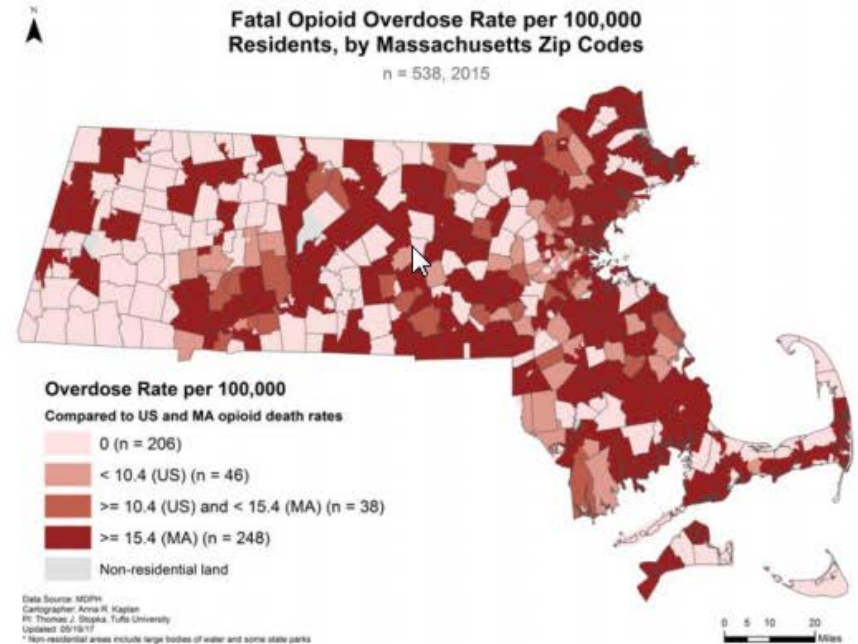 N
Fatal Opioid Overdose Rate per 100,000
Residents, by Massachusetts Zip Codes
n = 538, 2015
Overdose Rate per 100,000
Compared to US and MA opioid death rates
0 (n = 206)
< 10.4 (US) (n = 46)
>= 10.4 (US) and < 15.4 (MA) (n = 38)
>= 15.4 (MA) (n = 248)
Non-residential land
Data Source: MDPH
Cartographer: Anna R. Kaplan
PI: Thomas J. Stopka, Tufts University
Updated: 05/19/17
* Non-residential areas include large bodies of water and some state parks
0 5 10 20
Miles